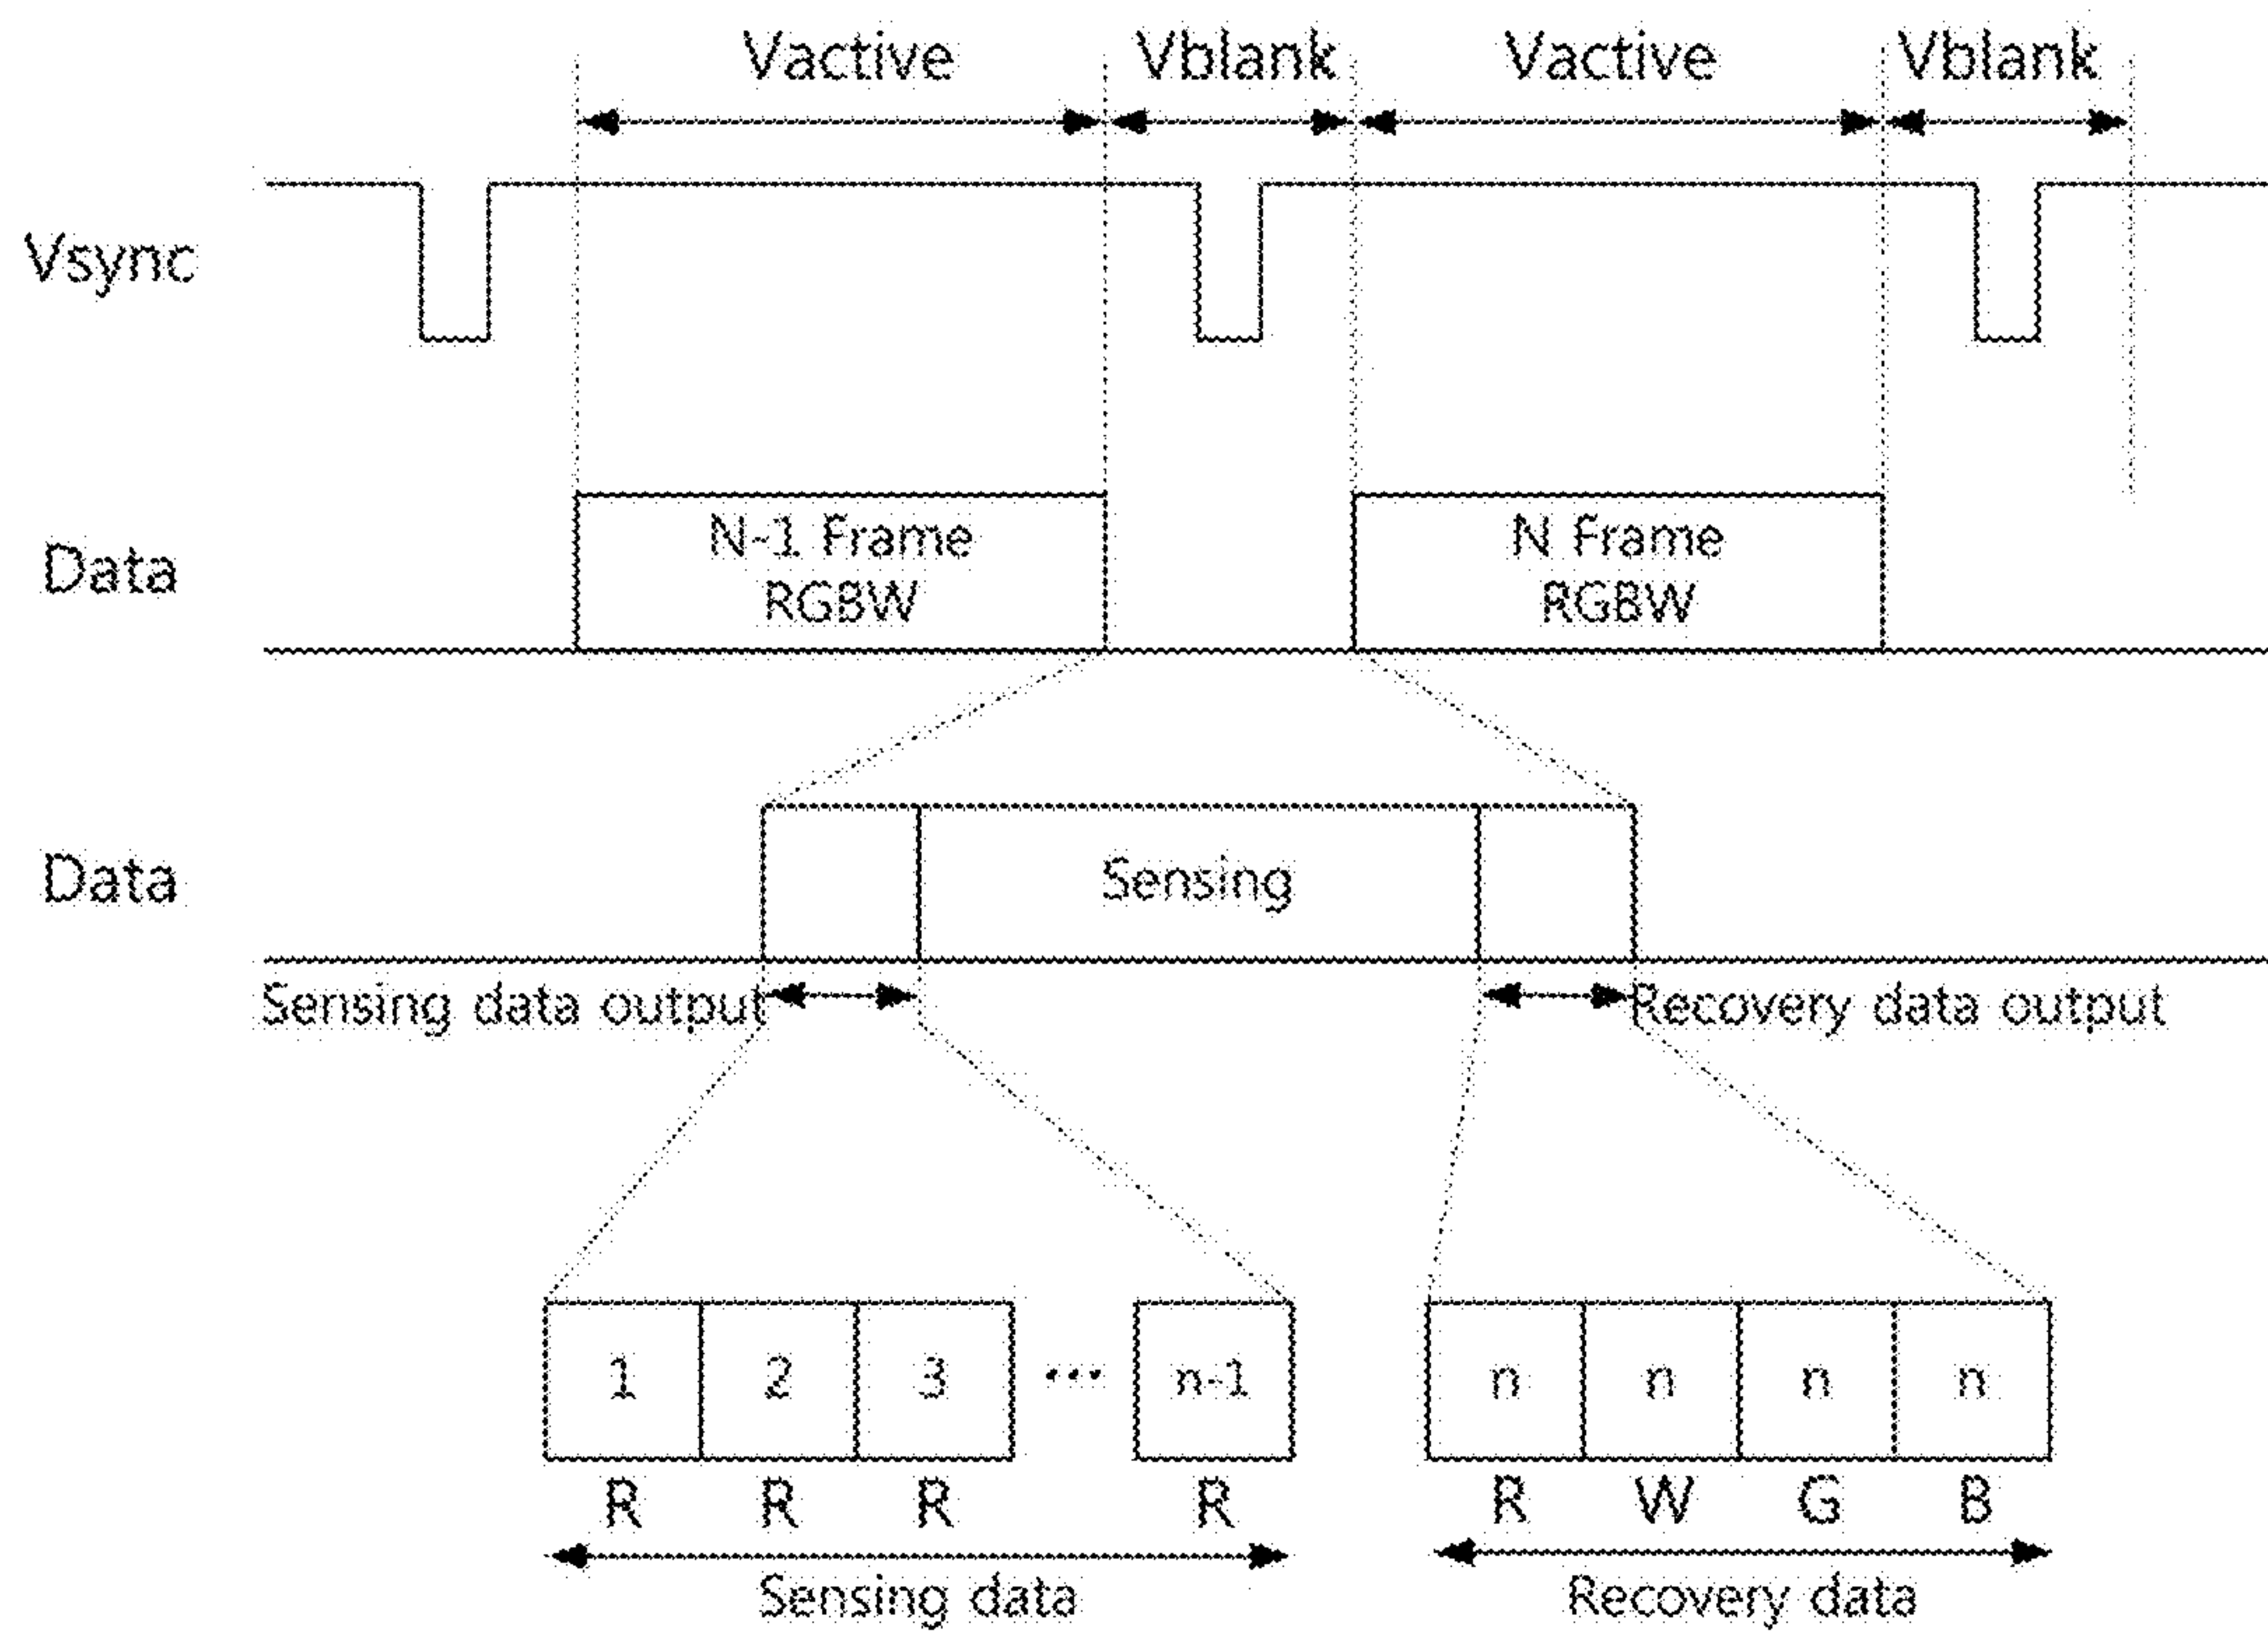 Vactive Vblank Vactive Vblank
Vsync
Data
N-1 Frame
RGBW
N Frame
RGBW
Data
Sensing
Sensing data output
Recovery data output
1 2 3 ... n-1
n n n n
R R R R
R W G B
Sensing data
Recovery data